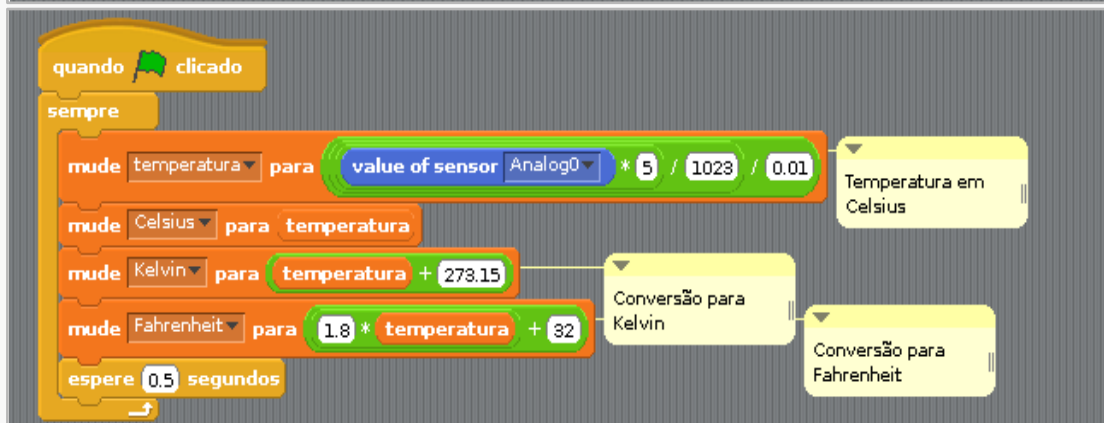 quando clicado
sempre
mude temperatura para value of sensor Analog0 * 5 / 1023 / 0.01
Temperatura em
Celsius
mude Celsius para temperatura
mude Kelvin para temperatura + 273.15
Conversão para
Kelvin
mude Fahrenheit para 1.8 * temperatura + 32
Conversão para
Fahrenheit
espere 0.5 segundos